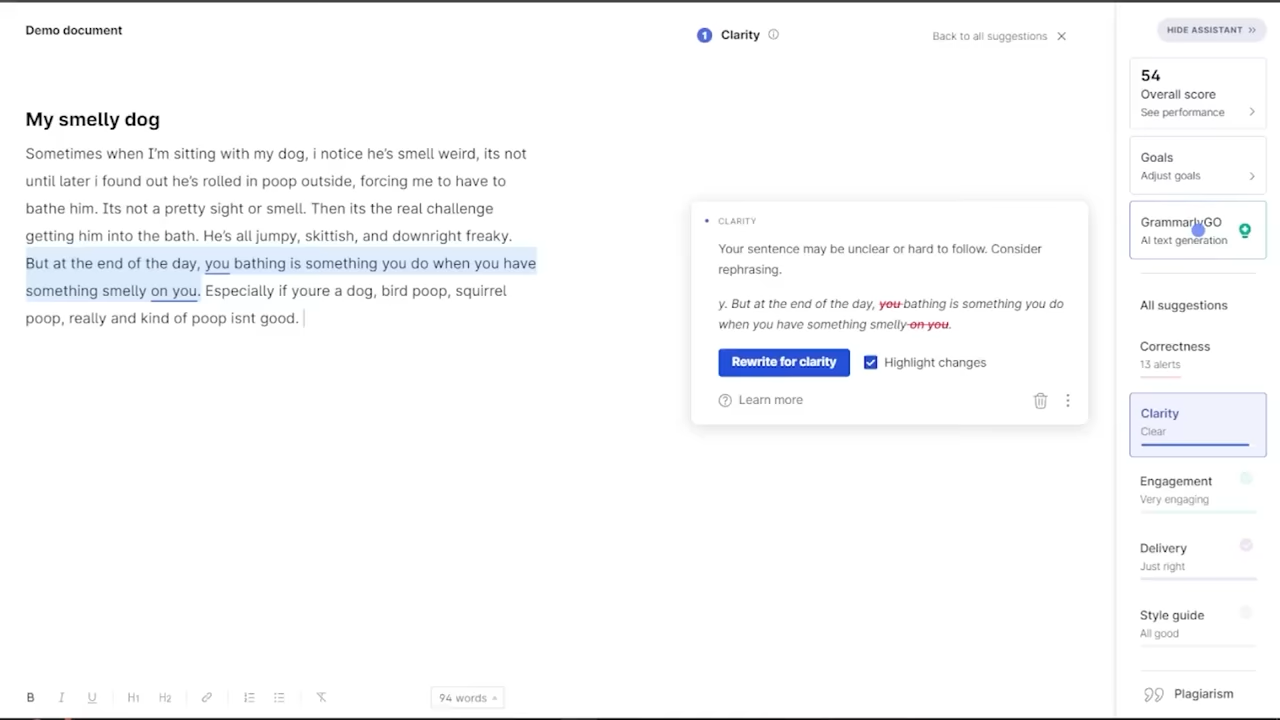 Demo document
My smelly dog
Sometimes when I'm sitting with my dog, i notice he's smell weird, its not
until later i found out he's rolled in poop outside, forcing me to have to
bathe him. Its not a pretty sight or smell. Then its the real challenge
getting him into the bath. He's all jumpy, skittish, and downright freaky.
But at the end of the day, you bathing is something you do when you have
something smelly on you. Especially if youre a dog, bird poop, squirrel
poop, really and kind of poop isnt good.
B I U H1 H2
94 words
1 Clarity
Back to all suggestions
CLARITY
Your sentence may be unclear or hard to follow. Consider
rephrasing.
y. But at the end of the day, you bathing is something you do
when you have something smelly on you.
Rewrite for clarity
Highlight changes
Learn more
HIDE ASSISTANT
54
Overall score
See performance
Goals
Adjust goals
GrammarlyGO
AI text generation
All suggestions
Correctness
13 alerts
Clarity
Clear
Engagement
Very engaging
Delivery
Just right
Style guide
All good
Plagiarism